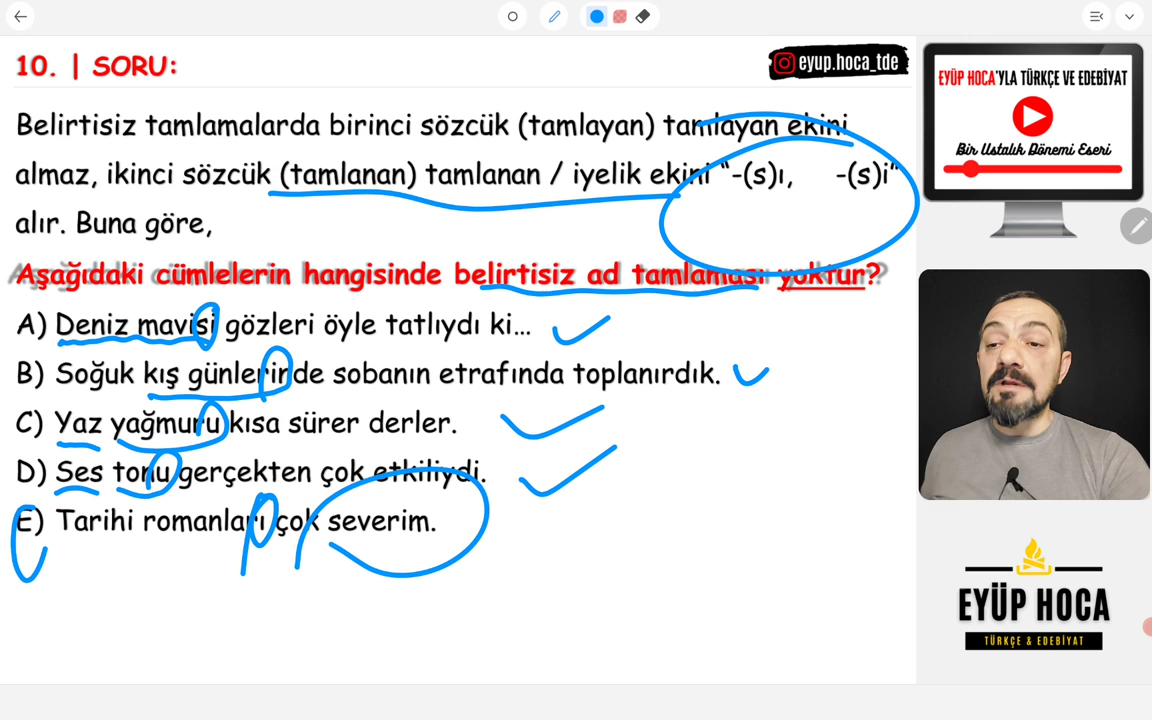 10. | SORU:
eyup.hoca_tde
Belirtisiz tamlamalarda birinci sözcük (tamlayan) tamlayan ekini
almaz, ikinci sözcük (tamlanan) tamlanan / iyelik ekini "-(s)ı, -(s)i"
alır. Buna göre,
Aşağıdaki cümlelerin hangisinde belirtisiz ad tamlaması yoktur?
A) Deniz mavisi gözleri öyle tatlıydı ki...
B) Soğuk kış günlerinde sobanın etrafında toplanırdık.
C) Yaz yağmuru kısa sürer derler.
D) Ses tonu gerçekten çok etkiliydi.
E) Tarihi romanları çok severim.
EYÜP HOCA'YLA TÜRKÇE VE EDEBİYAT
Bir Ustalık Dönemi Eseri
EYÜP HOCA
TÜRKÇE & EDEBİYAT